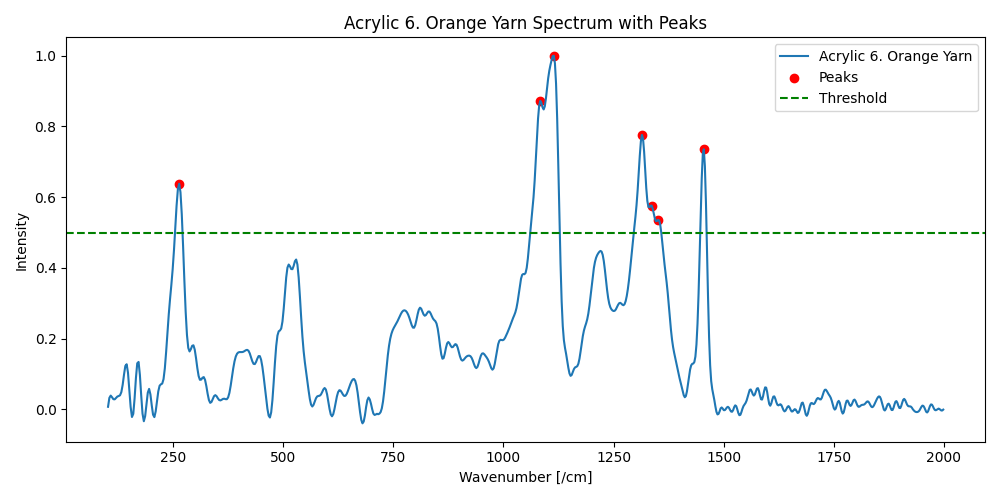 Acrylic 6. Orange Yarn Spectrum with Peaks
Acrylic 6. Orange Yarn
Peaks
Threshold
Intensity
1.0
0.8
0.6
0.4
0.2
0.0
250 500 750 1000 1250 1500 1750 2000
Wavenumber [/cm]